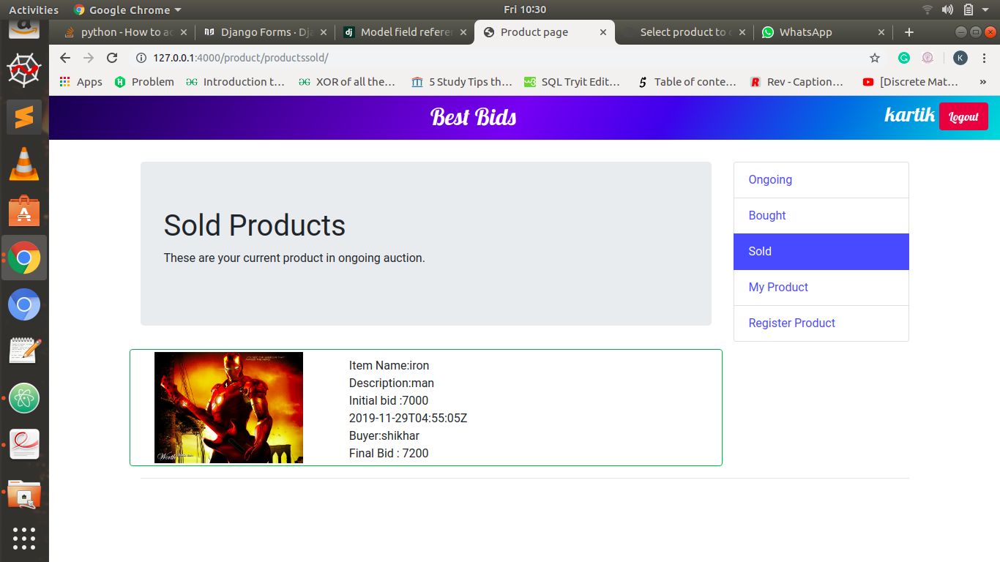 Activities Google Chrome Fri 10:30
python - How to ac Django Forms · Dja Model field referen Product page Select product to WhatsApp
127.0.0.1:4000/product/productssold/ K
Apps Problem Introduction t... XOR of all the... 5 Study Tips th... SQL Tryit Edit... Table of conte... Rev - Caption... [Discrete Mat... »
Best Bids kartik Logout
Ongoing
Bought
Sold
My Product
Register Product
Sold Products
These are your current product in ongoing auction.
Item Name:iron
Description:man
Initial bid :7000
2019-11-29T04:55:05Z
Buyer:shikhar
Final Bid : 7200